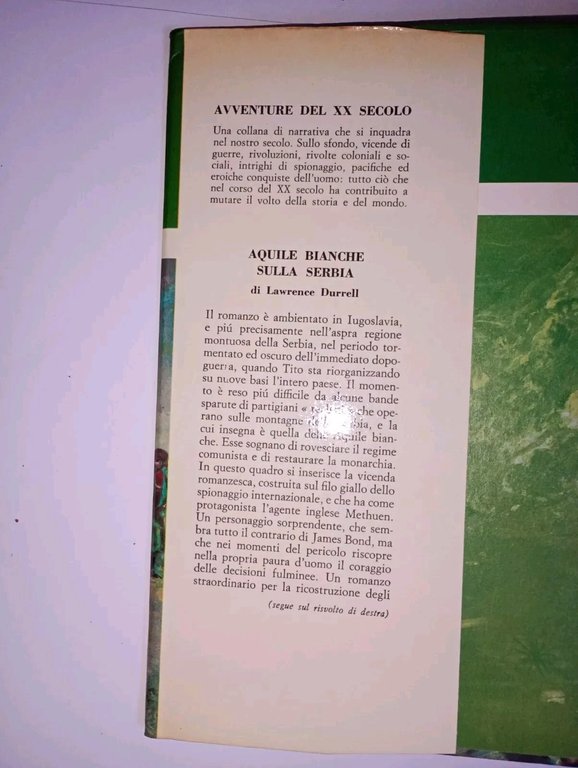 AVVENTURE DEL XX SECOLO
Una collana di narrativa che si inquadra
nel nostro secolo. Sullo sfondo, vicende di
guerre, rivoluzioni, rivolte coloniali e so-
ciali, intrighi di spionaggio, pacifiche ed
eroiche conquiste dell'uomo: tutto ciò che
nel corso del XX secolo ha contribuito a
mutare il volto della storia e del mondo.
AQUILE BIANCHE
SULLA SERBIA
di Lawrence Durrell
Il romanzo è ambientato in Iugoslavia,
e piú precisamente nell'aspra regione
montuosa della Serbia, nel periodo tor-
mentato ed oscuro dell'immediato dopo-
guerra, quando Tito sta riorganizzando
su nuove basi l'intero paese. Il momen-
to è reso piú difficile da alcune bande
sparute di partigiani « che ope-
rano sulle montagne e la
cui insegna è quella Aquile bian-
che. Esse sognano di rovesciare il regime
comunista e di restaurare la monarchia.
In questo quadro si inserisce la vicenda
romanzesca, costruita sul filo giallo dello
spionaggio internazionale, e che ha come
protagonista l'agente inglese Methuen.
Un personaggio sorprendente, che sem-
bra tutto il contrario di James Bond, ma
che nei momenti del pericolo riscopre
nella propria paura d'uomo il coraggio
delle decisioni fulminee. Un romanzo
straordinario per la ricostruzione degli
(segue sul risvolto di destra)